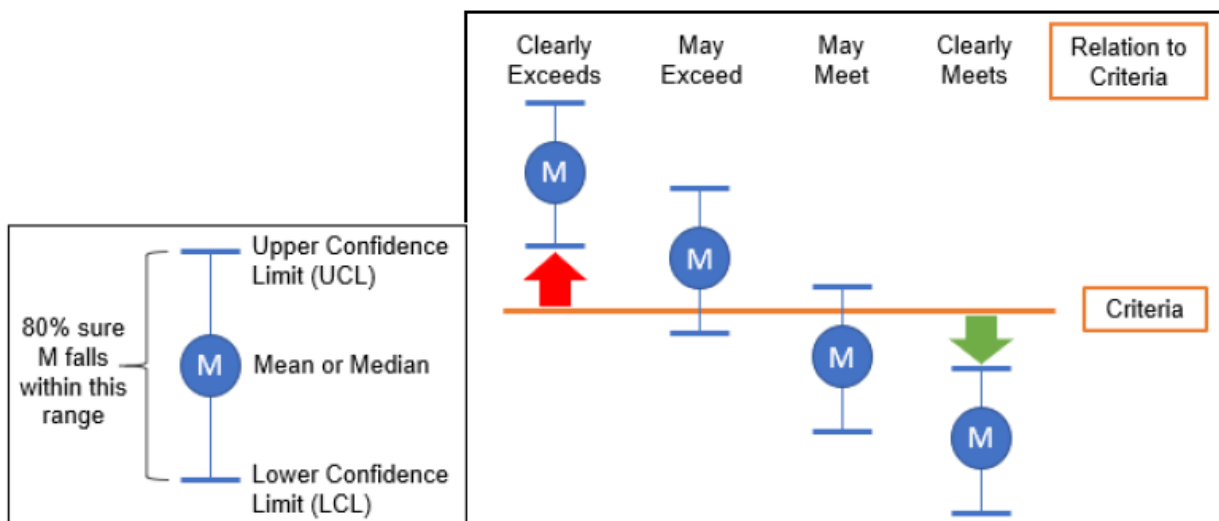 Clearly
Exceeds
May
Exceed
May
Meet
Clearly
Meets
Relation to
Criteria
M
M
M
M
Criteria
80% sure
M falls
within this
range
Upper Confidence
Limit (UCL)
M
Mean or Median
Lower Confidence
Limit (LCL)